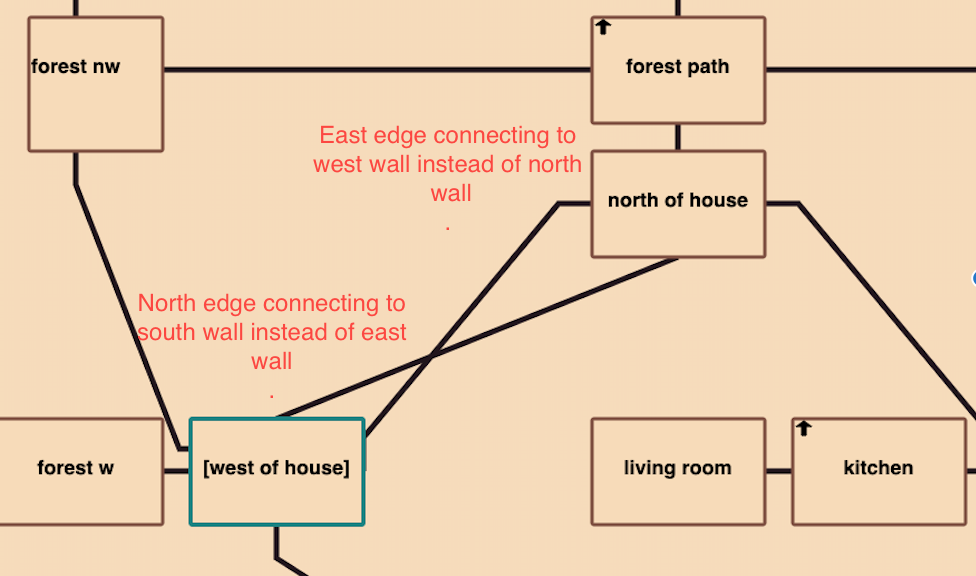 forest nw
forest path
East edge connecting to
west wall instead of north
wall
.
north of house
North edge connecting to
south wall instead of east
wall
.
forest w
[west of house]
living room
kitchen